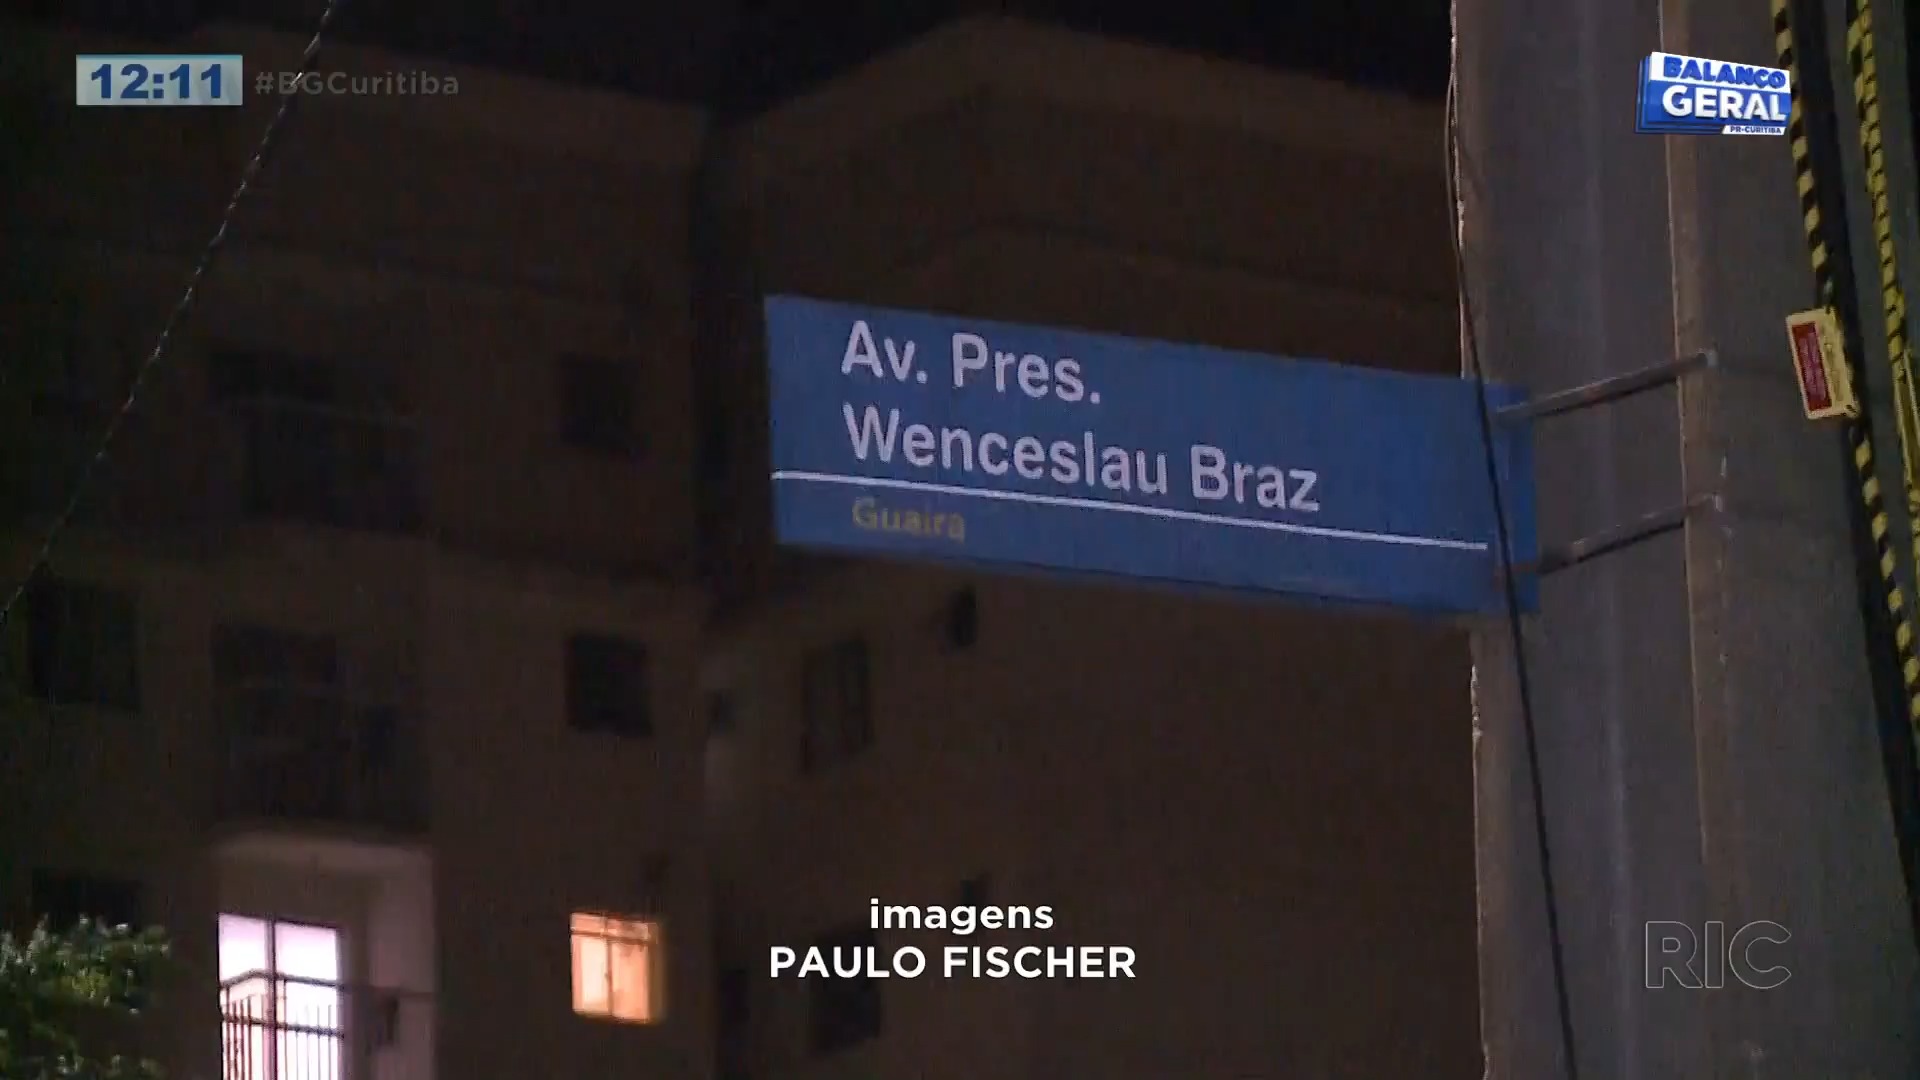 12:11 #BGCuritiba
BALANÇO
GERAL
PR-CURITIBA
Av. Pres.
Wenceslau Braz
Guaíra
imagens
PAULO FISCHER
RIC